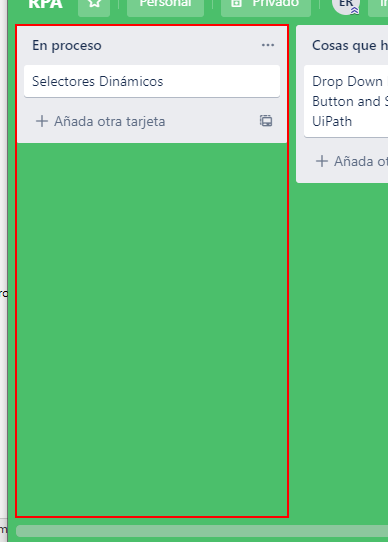 RPA
Personal
Privado
ER
En proceso
Selectores Dinámicos
Añada otra tarjeta
Cosas que h
Drop Down
Button and S
UiPath
Añada ot